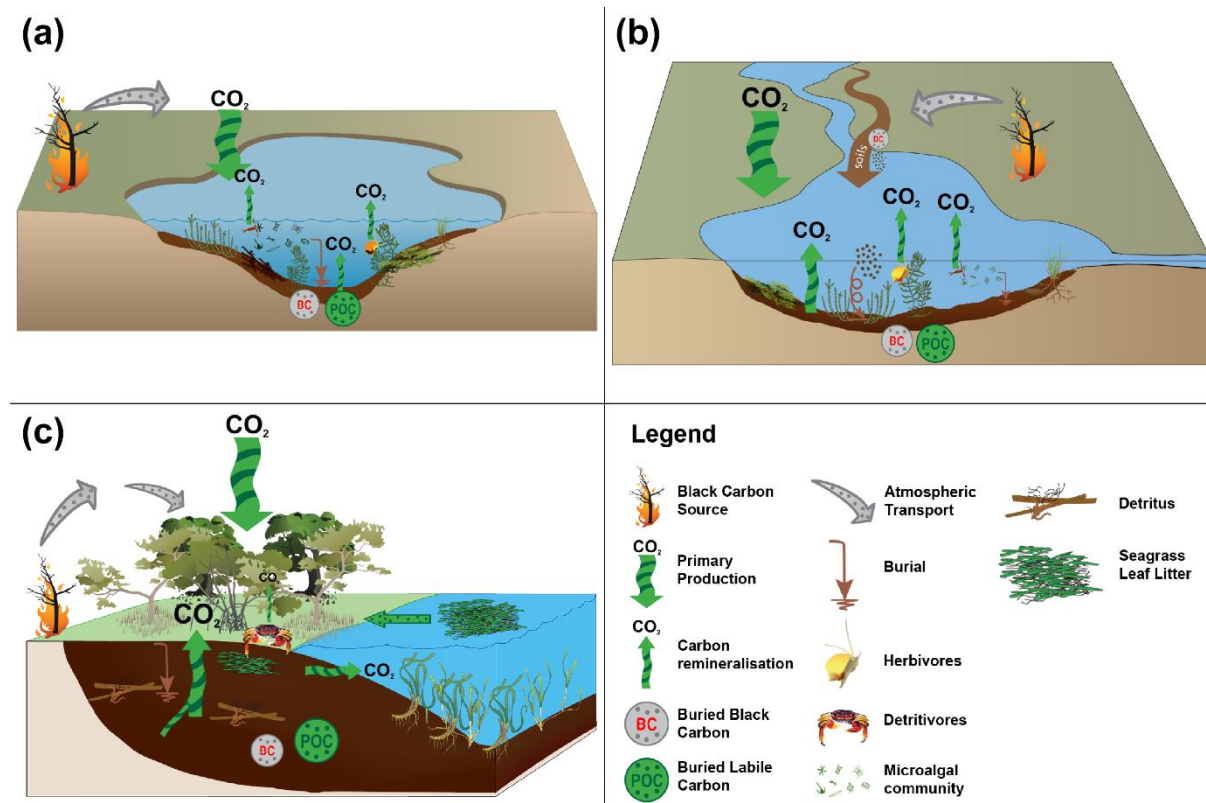 (a)
CO2
CO2
CO2
CO2
BC
POC
(b)
CO2
BC
soils
CO2
CO2
CO2
BC
POC
(c)
CO2
CO
CO2
CO2
BC
POC
Legend
Black Carbon
Source
CO2
Primary
Production
CO2
Carbon
remineralisation
BC
Buried Black
Carbon
POC
Buried Labile
Carbon
Atmospheric
Transport
Burial
Herbivores
Detritivores
Microalgal
community
Detritus
Seagrass
Leaf Litter